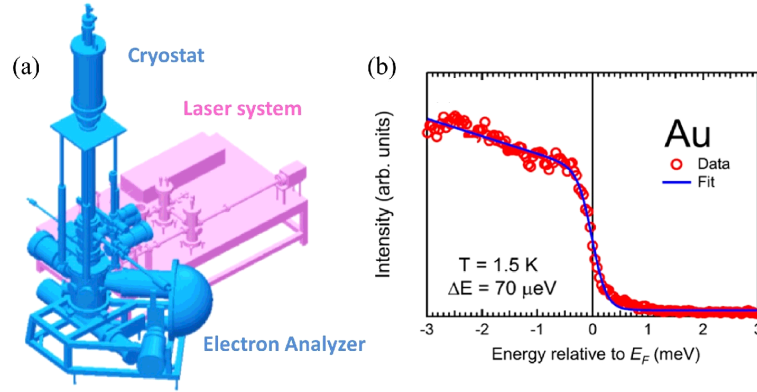 (a)
Cryostat
Laser system
Electron Analyzer
(b)
Au
Data
Fit
T = 1.5 K
ΔE = 70 μeV
Intensity (arb. units)
-3 -2 -1 0 1 2 3
Energy relative to E_F (meV)